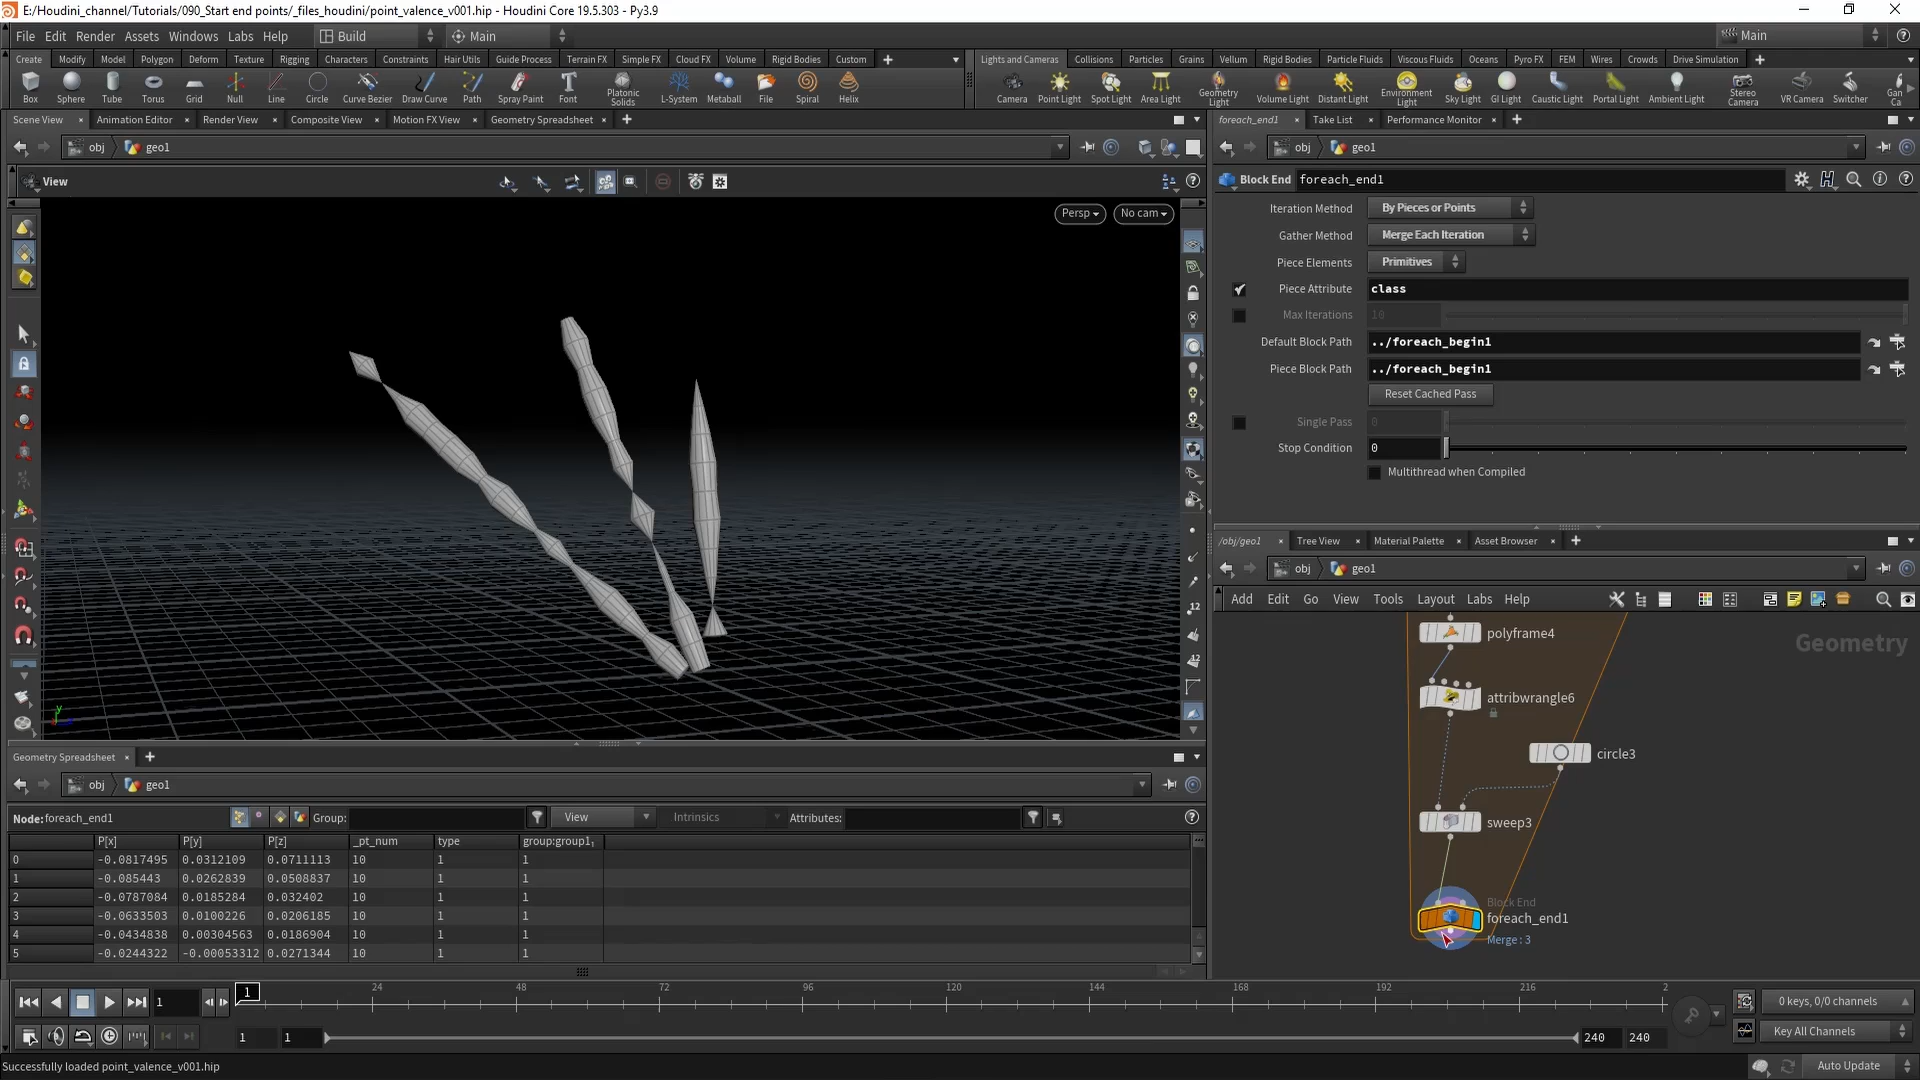 E:/Houdini_channel/Tutorials/090_Start end points/_files_houdini/point_valence_v001.hip - Houdini Core 19.5.303 - Py3.9
File Edit Render Assets Windows Labs Help Build Main Main
Create Modify Model Polygon Deform Texture Rigging Characters Constraints Hair Utils Guide Process Terrain FX Simple FX Cloud FX Volume Rigid Bodies Custom
Lights and Cameras Collisions Particles Grains Vellum Rigid Bodies Particle Fluids Viscous Fluids Oceans Pyro FX FEM Wires Crowds Drive Simulation
Box Sphere Tube Torus Grid Null Line Circle Curve Bezier Draw Curve Path Spray Paint Font Platonic Solids L-System Metaball File Spiral Helix
Camera Point Light Spot Light Area Light Geometry Light Volume Light Distant Light Environment Light Sky Light GI Light Caustic Light Portal Light Ambient Light Stereo Camera VR Camera Switcher Gan Ca
Scene View Animation Editor Render View Composite View Motion FX View Geometry Spreadsheet
foreach_end1 Take List Performance Monitor
obj geo1
obj geo1
View
Block End foreach_end1
Persp No cam
Iteration Method By Pieces or Points
Gather Method Merge Each Iteration
Piece Elements Primitives
Piece Attribute class
Max Iterations 10
Default Block Path ../foreach_begin1
Piece Block Path ../foreach_begin1
Reset Cached Pass
Single Pass 0
Stop Condition 0
Multithread when Compiled
/obj/geo1 Tree View Material Palette Asset Browser
obj geo1
Add Edit Go View Tools Layout Labs Help
Geometry
polyframe4
attribwrangle6
circle3
sweep3
Block End
foreach_end1
Merge : 3
12
12
y
Geometry Spreadsheet
obj geo1
Node: foreach_end1 Group: View Intrinsics Attributes:
P[x] P[y] P[z] _pt_num type group:group1
0 -0.0817495 0.0312109 0.0711113 10 1 1
1 -0.085443 0.0262839 0.0508837 10 1 1
2 -0.0787084 0.0185284 0.032402 10 1 1
3 -0.0633503 0.0100226 0.0206185 10 1 1
4 -0.0434838 0.00304563 0.0186904 10 1 1
5 -0.0244322 -0.00053312 0.0271344 10 1 1
1 1 24 48 72 96 120 144 168 192 216 2
0 keys, 0/0 channels
1 1 240 240
Key All Channels
Successfully loaded point_valence_v001.hip
Auto Update